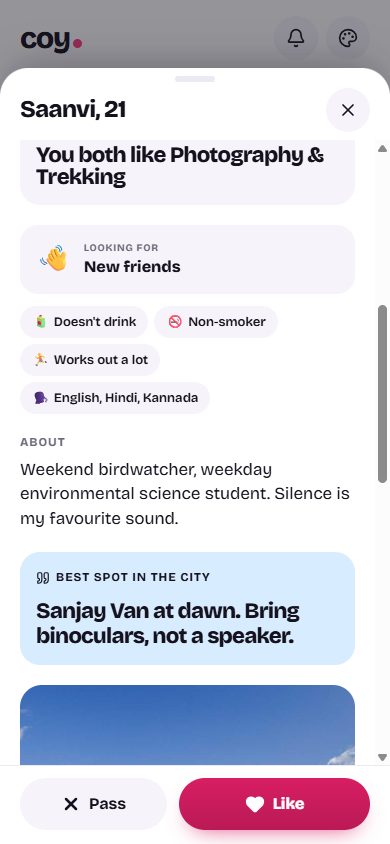 coy.
Saanvi, 21
You both like Photography &
Trekking
LOOKING FOR
New friends
Doesn't drink
Non-smoker
Works out a lot
English, Hindi, Kannada
ABOUT
Weekend birdwatcher, weekday
environmental science student. Silence is
my favourite sound.
BEST SPOT IN THE CITY
Sanjay Van at dawn. Bring
binoculars, not a speaker.
Pass
Like